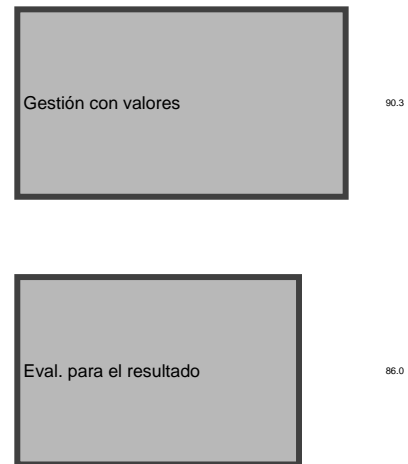 Gestión con valores 90.3
Eval. para el resultado 86.0